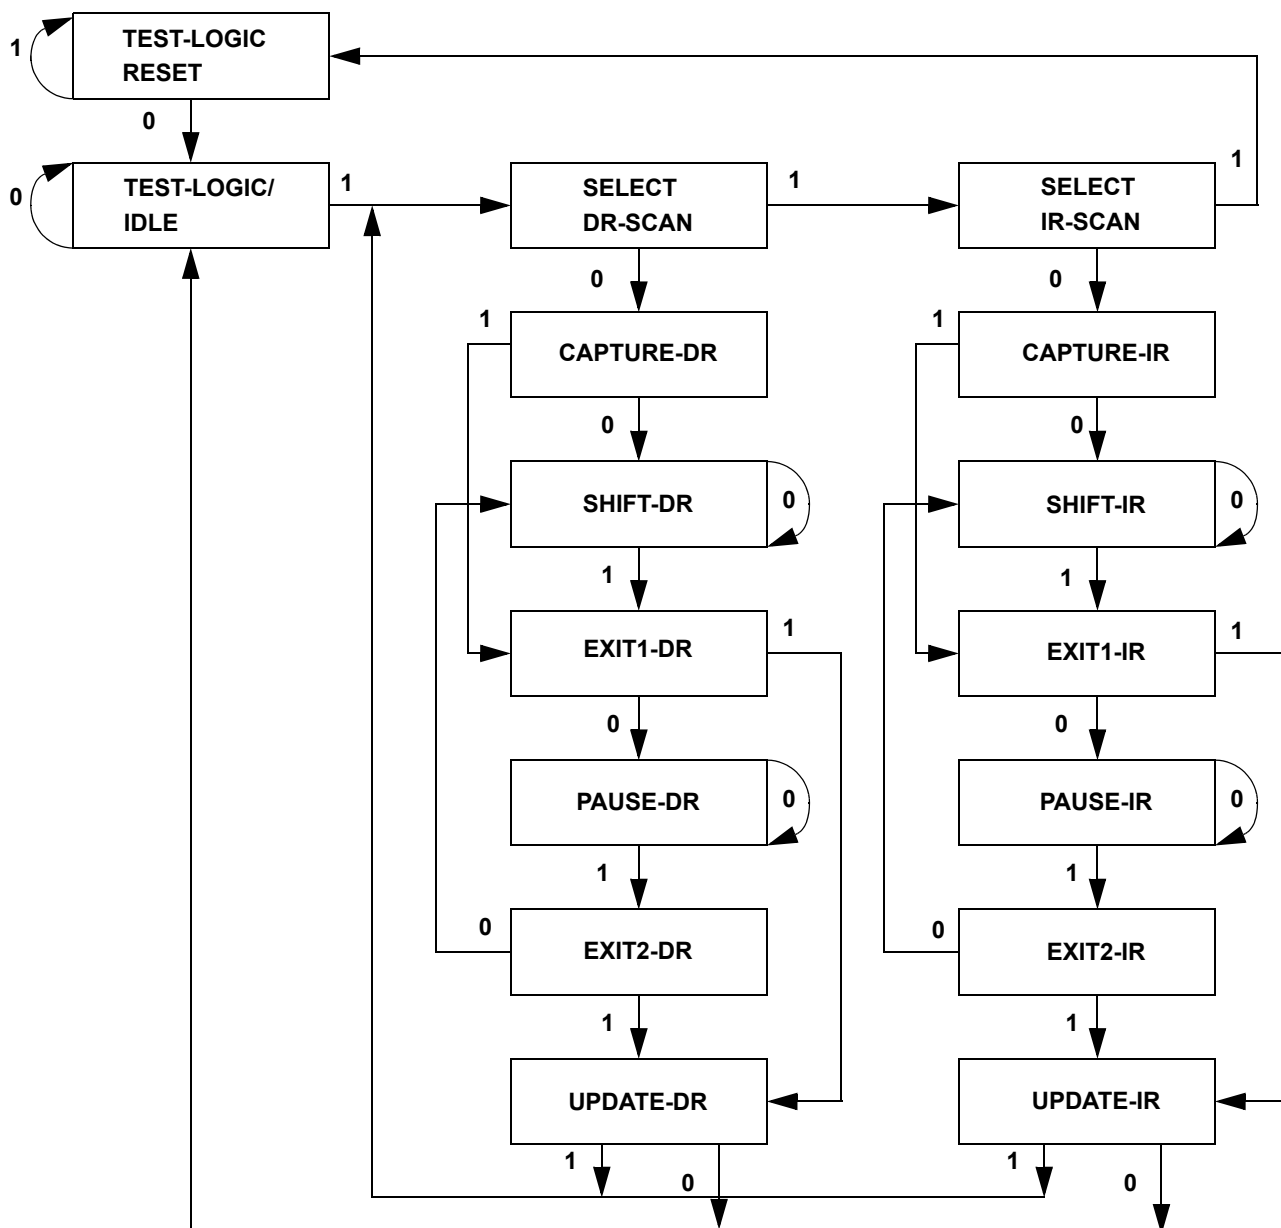 TEST-LOGIC
RESET
1
0
TEST-LOGIC/
IDLE
0
1
SELECT
DR-SCAN
1
SELECT
IR-SCAN
1
0
0
1
CAPTURE-DR
1
CAPTURE-IR
0
0
SHIFT-DR
0
SHIFT-IR
0
1
1
EXIT1-DR
1
EXIT1-IR
1
0
0
PAUSE-DR
0
PAUSE-IR
0
1
1
0
EXIT2-DR
0
EXIT2-IR
1
1
UPDATE-DR
UPDATE-IR
1
0
1
0